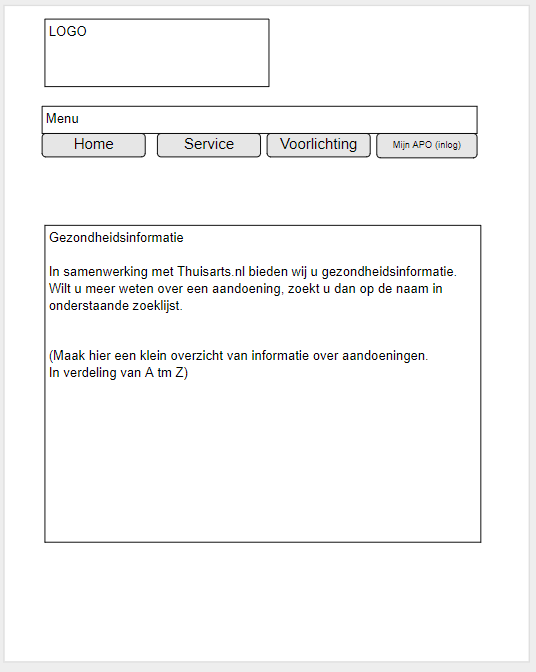 LOGO
Menu
Home
Service
Voorlichting
Mijn APO (inlog)
Gezondheidsinformatie
In samenwerking met Thuisarts.nl bieden wij u gezondheidsinformatie.
Wilt u meer weten over een aandoening, zoekt u dan op de naam in
onderstaande zoeklijst.
(Maak hier een klein overzicht van informatie over aandoeningen.
In verdeling van A tm Z)